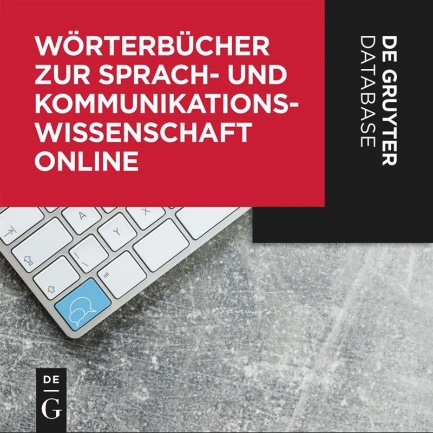 WÖRTERBÜCHER
ZUR SPRACH- UND
KOMMUNIKATIONS-
WISSENSCHAFT
ONLINE
DE GRUYTER
DATABASE
A
Y
X
DE
G